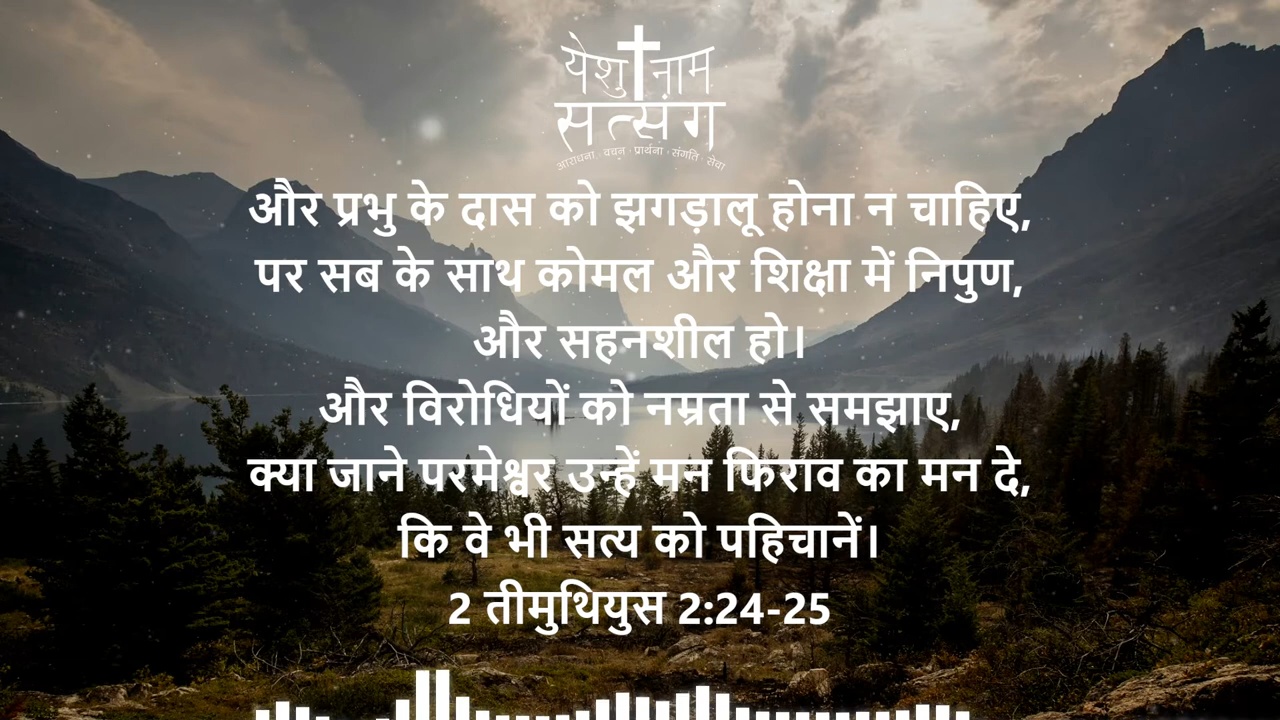 येशु नाम
सत्संग
आराधना · वचन · प्रार्थना · संगति · सेवा
और प्रभु के दास को झगड़ालू होना न चाहिए,
पर सब के साथ कोमल और शिक्षा में निपुण,
और सहनशील हो।
और विरोधियों को नम्रता से समझाए,
क्या जाने परमेश्वर उन्हें मन फिराव का मन दे,
कि वे भी सत्य को पहिचानें।
2 तीमुथियुस 2:24-25